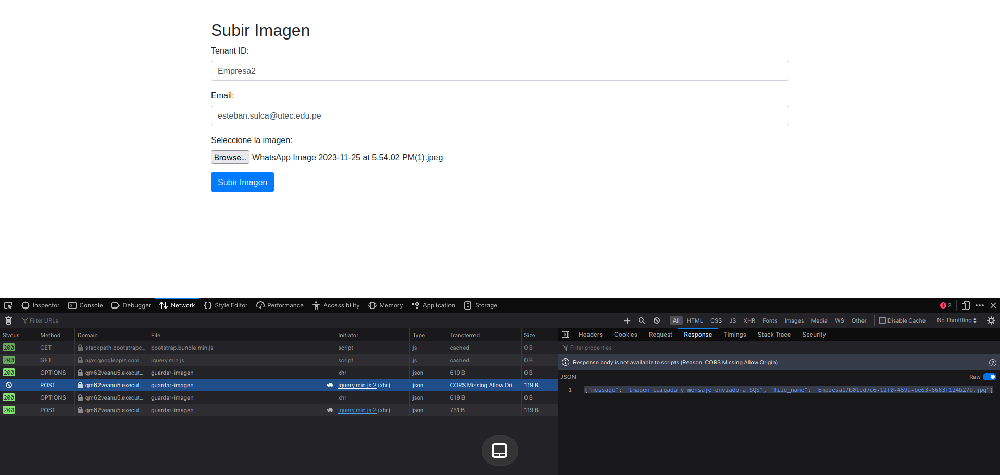 Subir Imagen
Tenant ID:
Empresa2
Email:
esteban.sulca@utec.edu.pe
Seleccione la imagen:
Browse... WhatsApp Image 2023-11-25 at 5.54.02 PM(1).jpeg
Subir Imagen
Inspector Console Debugger Network Style Editor Performance Accessibility Memory Application Storage 2
Filter URLs All HTML CSS JS XHR Fonts Images Media WS Other Disable Cache No Throttling
Status Method Domain File Initiator Type Transferred Size
200 GET stackpath.bootstrapc... bootstrap.bundle.min.js script js cached 0 B
200 GET ajax.googleapis.com jquery.min.js script js cached 0 B
200 OPTIONS qm62veanu5.execut... guardar-imagen xhr json 619 B 0 B
POST qm62veanu5.execut... guardar-imagen jquery.min.js:2 (xhr) json CORS Missing Allow Ori... 119 B
200 OPTIONS qm62veanu5.execut... guardar-imagen xhr json 619 B 0 B
200 POST qm62veanu5.execut... guardar-imagen jquery.min.js:2 (xhr) json 731 B 119 B
Headers Cookies Request Response Timings Stack Trace Security
Filter properties
Response body is not available to scripts (Reason: CORS Missing Allow Origin)
JSON Raw
1 {"message": "Imagen cargada y mensaje enviado a SQS", "file_name": "Empresa1/b01cd7c6-12f0-459a-be63-6683f124b27b.jpg"}